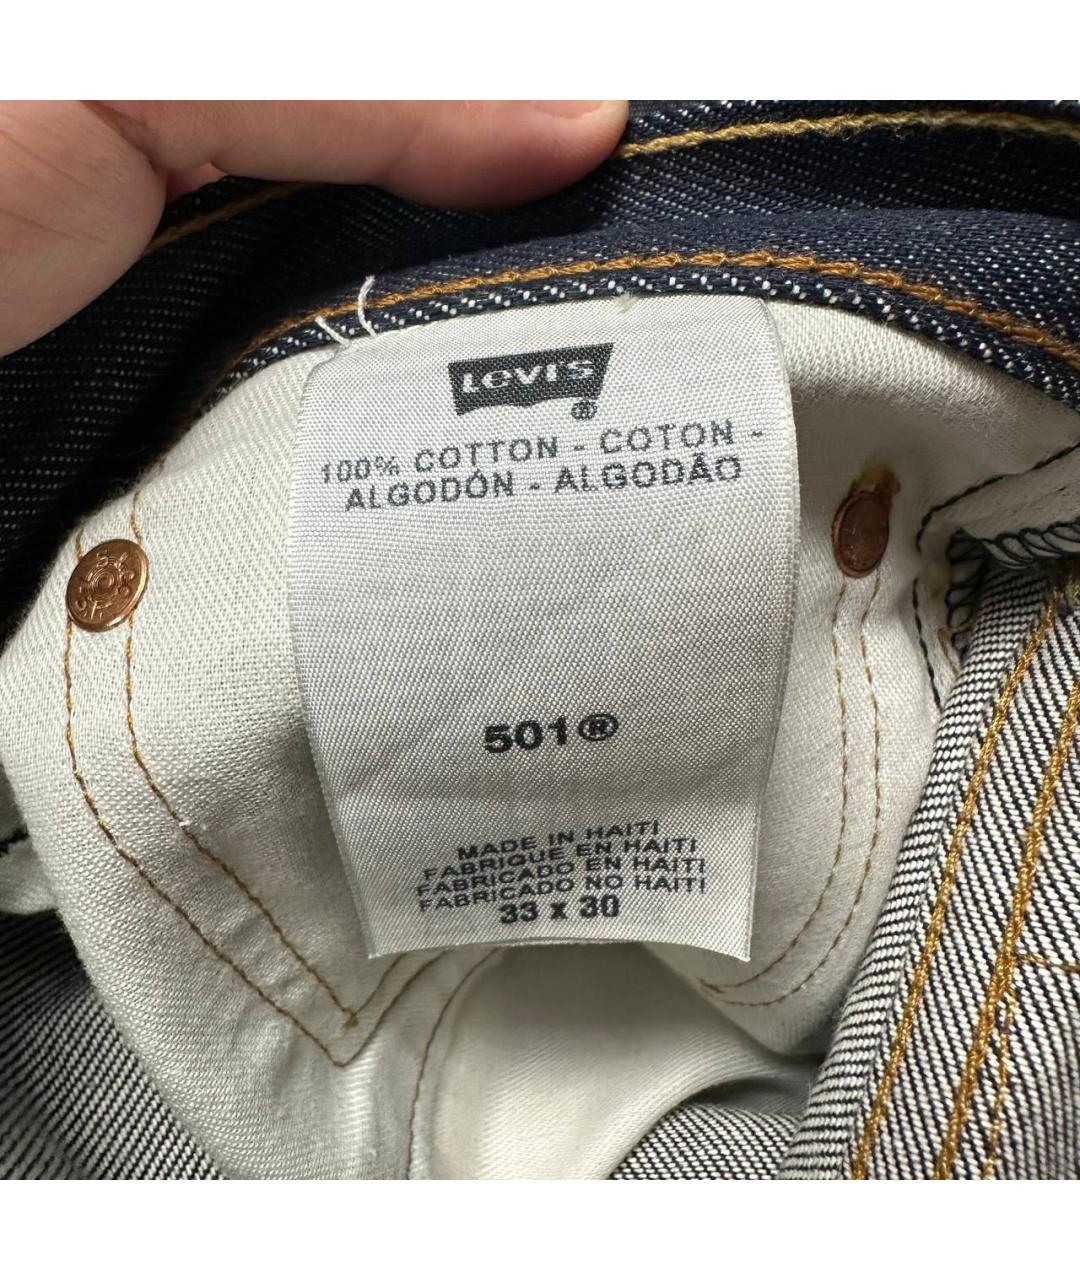 LEVI'S
®
100% COTTON - COTON -
ALGODÓN - ALGODÃO
501®
MADE IN HAITI
FABRIQUE EN HAITI
FABRICADO EN HAITI
FABRICADO NO HAITI
33 x 30